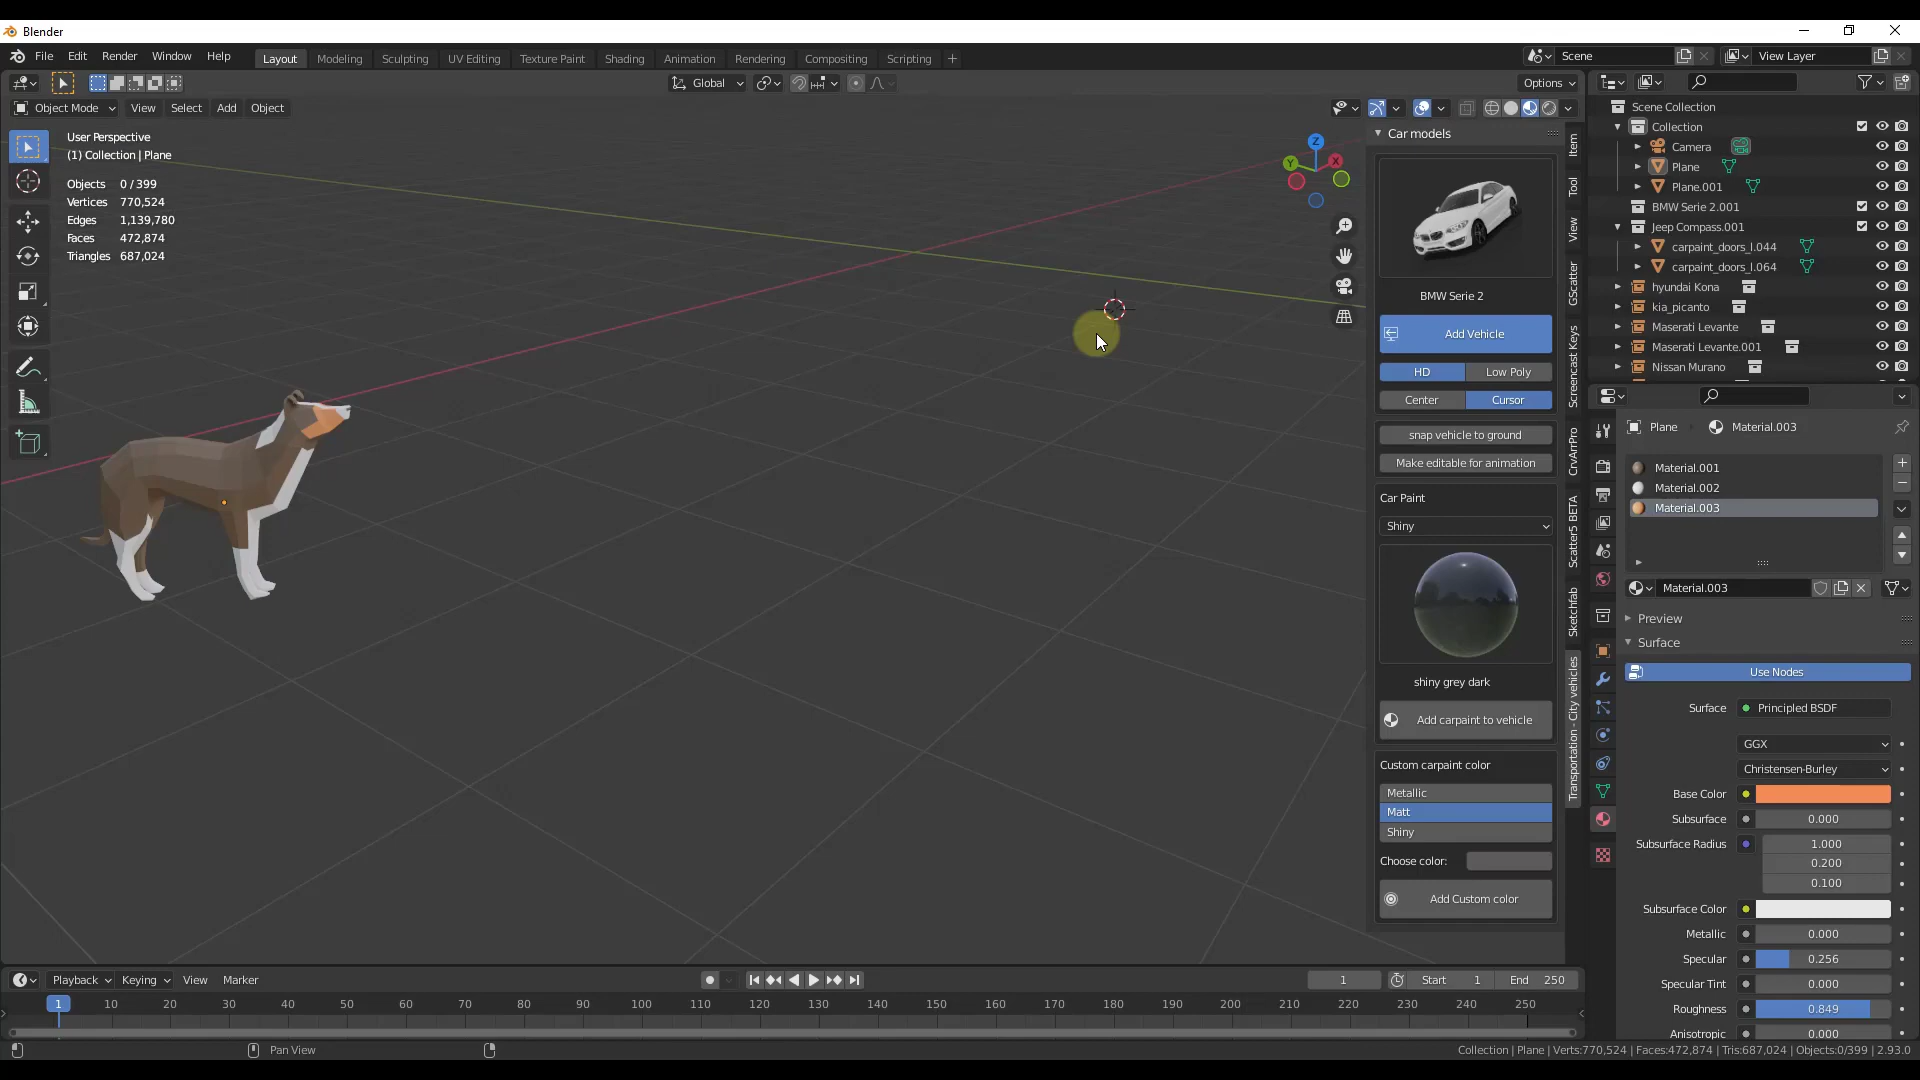 Blender
File Edit Render Window Help
Layout Modeling Sculpting UV Editing Texture Paint Shading Animation Rendering Compositing Scripting +
Scene
View Layer
Global
Options
Object Mode View Select Add Object
User Perspective
(1) Collection | Plane
Objects 0 / 399
Vertices 770,524
Edges 1,139,780
Faces 472,874
Triangles 687,024
Z
Y
X
Car models
BMW Serie 2
Add Vehicle
HD Low Poly
Center Cursor
snap vehicle to ground
Make editable for animation
Car Paint
Shiny
shiny grey dark
Add carpaint to vehicle
Custom carpaint color
Metallic
Matt
Shiny
Choose color:
Add Custom color
Item
Tool
View
GScatter
Screencast Keys
CrvArrPro
Scatter5 BETA
Sketchfab
Transportation - City vehicles
Scene Collection
Collection
Camera
Plane
Plane.001
BMW Serie 2.001
Jeep Compass.001
carpaint_doors_l.044
carpaint_doors_l.064
hyundai Kona
kia_picanto
Maserati Levante
Maserati Levante.001
Nissan Murano
Plane Material.003
Material.001
Material.002
Material.003
Material.003
Preview
Surface
Use Nodes
Surface Principled BSDF
GGX
Christensen-Burley
Base Color
Subsurface 0.000
Subsurface Radius 1.000
0.200
0.100
Subsurface Color
Metallic 0.000
Specular 0.256
Specular Tint 0.000
Roughness 0.849
Anisotropic 0.000
Playback Keying View Marker
1 Start 1 End 250
1 10 20 30 40 50 60 70 80 90 100 110 120 130 140 150 160 170 180 190 200 210 220 230 240 250
Pan View
Collection | Plane | Verts:770,524 | Faces:472,874 | Tris:687,024 | Objects:0/399 | 2.93.0